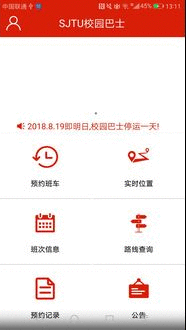 中国联通 13:11
SJTU校园巴士
2018.8.19即明日,校园巴士停运一天!
预约班车 实时位置
班次信息 路线查询
预约记录 公告